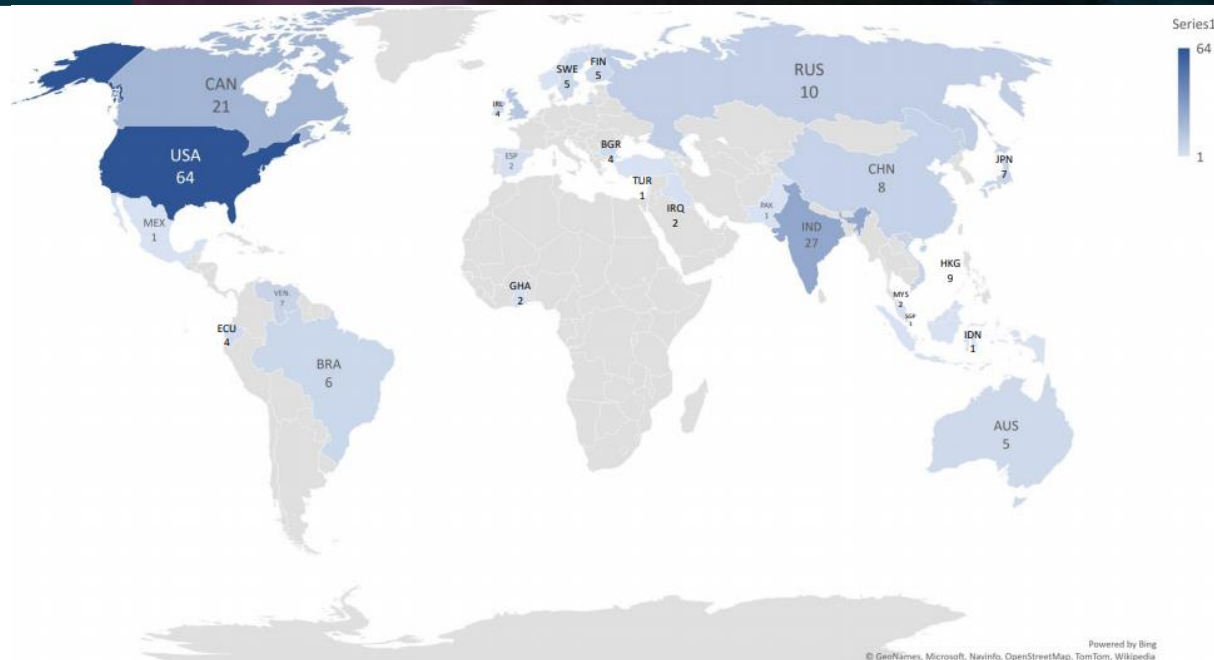 Series1
64
1
CAN
21
USA
64
MEX
1
VEN
7
ECU
4
BRA
6
IRL
4
SWE
5
FIN
5
ESP
2
BGR
4
TUR
1
IRQ
2
GHA
2
RUS
10
PAK
1
IND
27
CHN
8
JPN
7
HKG
9
MYS
2
SGP
1
IDN
1
AUS
5
Powered by Bing
© GeoNames, Microsoft, Navinfo, OpenStreetMap, TomTom, Wikipedia